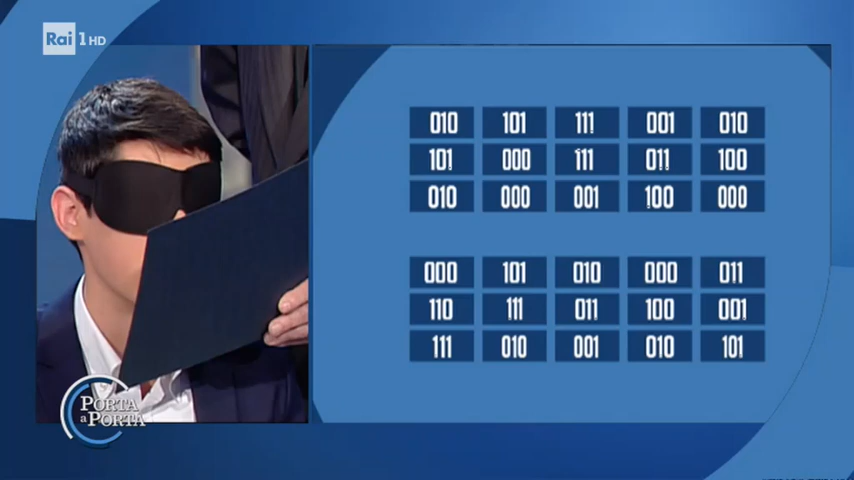 Rai 1 HD
010 101 111 001 010
101 000 111 011 100
010 000 001 100 000
000 101 010 000 011
110 111 011 100 001
111 010 001 010 101
PORTA
a PORTA